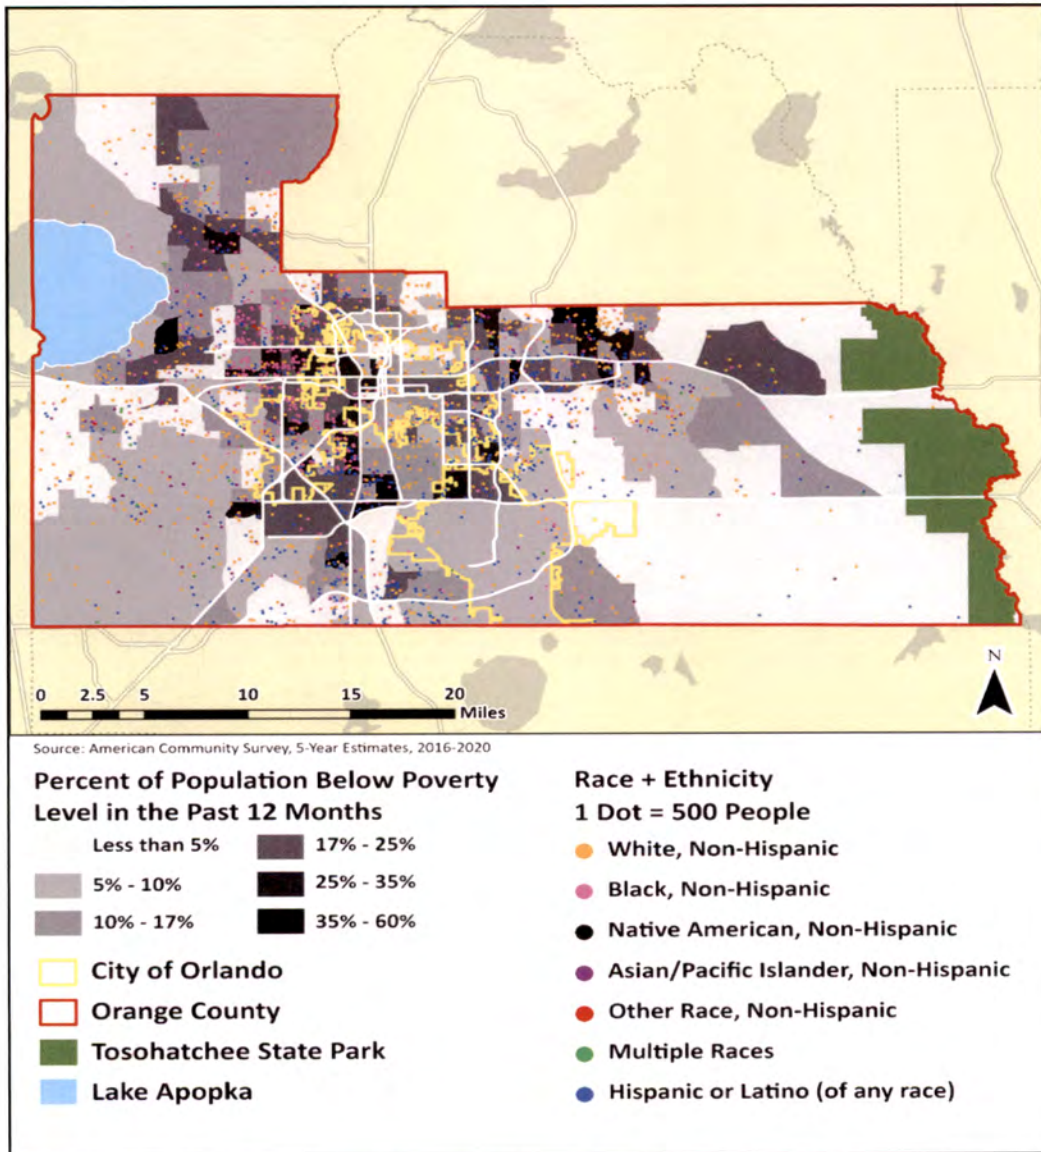 N
0 2.5 5 10 15 20
Miles
Source: American Community Survey, 5-Year Estimates, 2016-2020
Percent of Population Below Poverty
Level in the Past 12 Months
Less than 5%
17% - 25%
5% - 10%
25% - 35%
10% - 17%
35% - 60%
City of Orlando
Orange County
Tosohatchee State Park
Lake Apopka
Race + Ethnicity
1 Dot = 500 People
White, Non-Hispanic
Black, Non-Hispanic
Native American, Non-Hispanic
Asian/Pacific Islander, Non-Hispanic
Other Race, Non-Hispanic
Multiple Races
Hispanic or Latino (of any race)